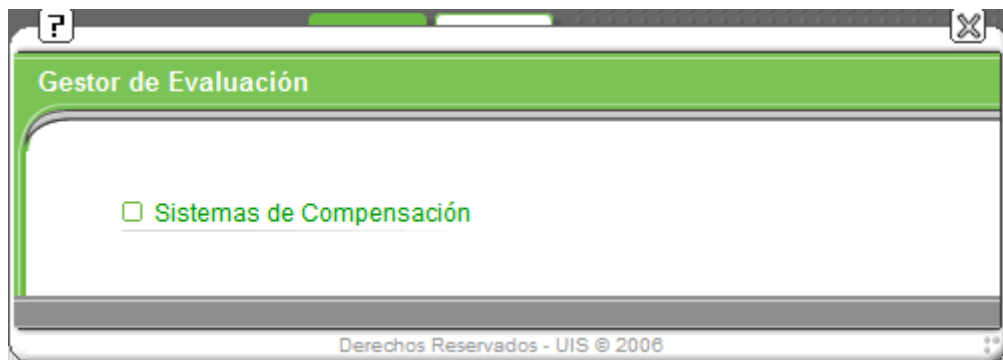 ?
Gestor de Evaluación
Sistemas de Compensación
Derechos Reservados - UIS © 2006